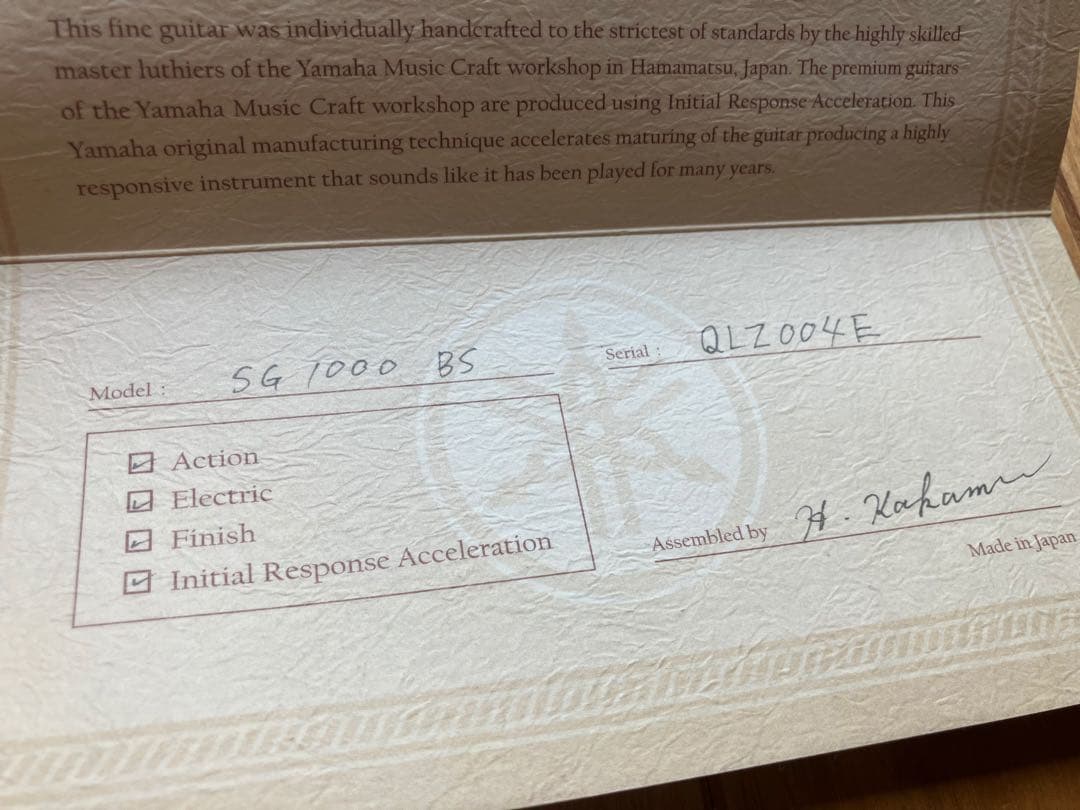 This fine guitar was individually handcrafted to the strictest of standards by the highly skilled
master luthiers of the Yamaha Music Craft workshop in Hamamatsu, Japan. The premium guitars
of the Yamaha Music Craft workshop are produced using Initial Response Acceleration. This
Yamaha original manufacturing technique accelerates maturing of the guitar producing a highly
responsive instrument that sounds like it has been played for many years.
Model : SG 1000 BS
Serial : QLZ004E
Action
Electric
Finish
Initial Response Acceleration
Assembled by H. Kakami
Made in Japan